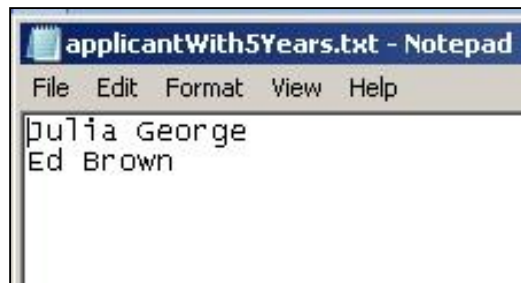 applicantWith5Years.txt - Notepad
File Edit Format View Help
Julia George
Ed Brown